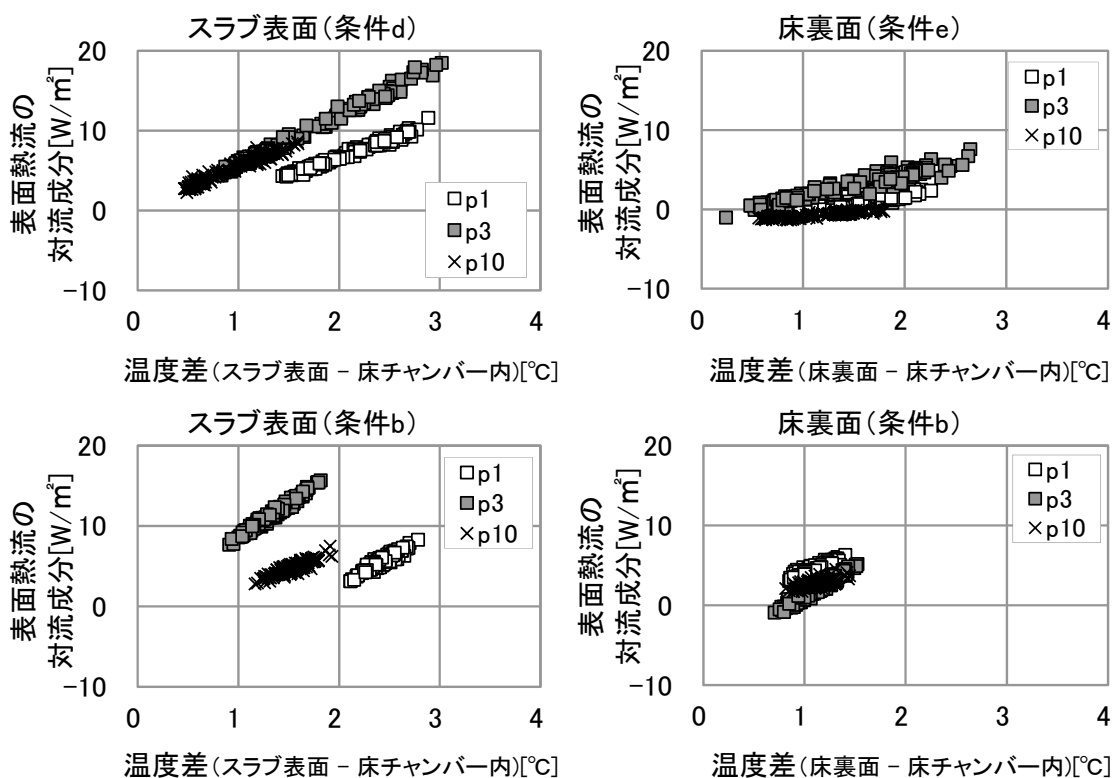 スラブ表面(条件d)
表面熱流の
対流成分[W/㎡]
20
10
0
−10
p1
p3
p10
0 1 2 3 4
温度差(スラブ表面 − 床チャンバー内)[℃]
床裏面(条件e)
表面熱流の
対流成分[W/㎡]
20
10
0
−10
p1
p3
p10
0 1 2 3 4
温度差(床裏面 − 床チャンバー内)[℃]
スラブ表面(条件b)
表面熱流の
対流成分[W/㎡]
20
10
0
−10
p1
p3
p10
0 1 2 3 4
温度差(スラブ表面 − 床チャンバー内)[℃]
床裏面(条件b)
表面熱流の
対流成分[W/㎡]
20
10
0
−10
p1
p3
p10
0 1 2 3 4
温度差(床裏面 − 床チャンバー内)[℃]